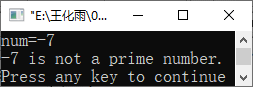 "E:\王化雨\0
num=-7
-7 is not a prime number.
Press any key to continue